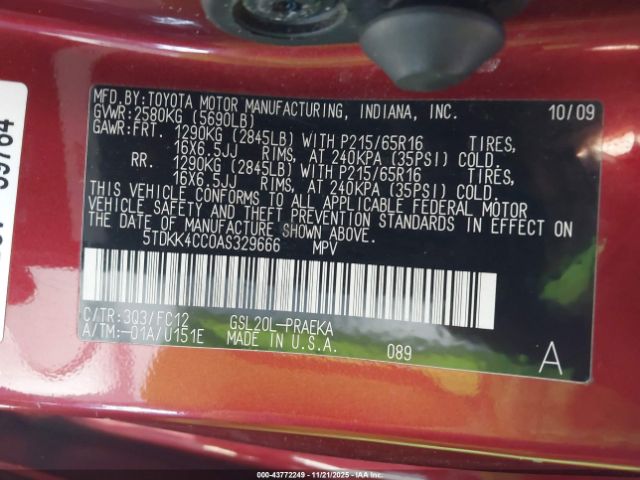 MFD.BY:TOYOTA MOTOR MANUFACTURING, INDIANA, INC. 10/09
GVWR:2580KG (5690LB)
GAWR:FRT. 1290KG (2845LB) WITH P215/65R16 TIRES,
16X6.5JJ RIMS, AT 240KPA (35PSI) COLD.
RR. 1290KG (2845LB) WITH P215/65R16 TIRES,
16X6.5JJ RIMS, AT 240KPA (35PSI) COLD.
THIS VEHICLE CONFORMS TO ALL APPLICABLE FEDERAL MOTOR
VEHICLE SAFETY AND THEFT PREVENTION STANDARDS IN EFFECT ON
THE DATE OF MANUFACTURE SHOWN ABOVE.
5TDKK4CC0AS329666 MPV
C/TR:3Q3/FC12 GSL20L-PRAEKA
A/TM:-01A/U151E MADE IN U.S.A. 089 A
000-43772249 - 11/21/2025 - IAAI.COM